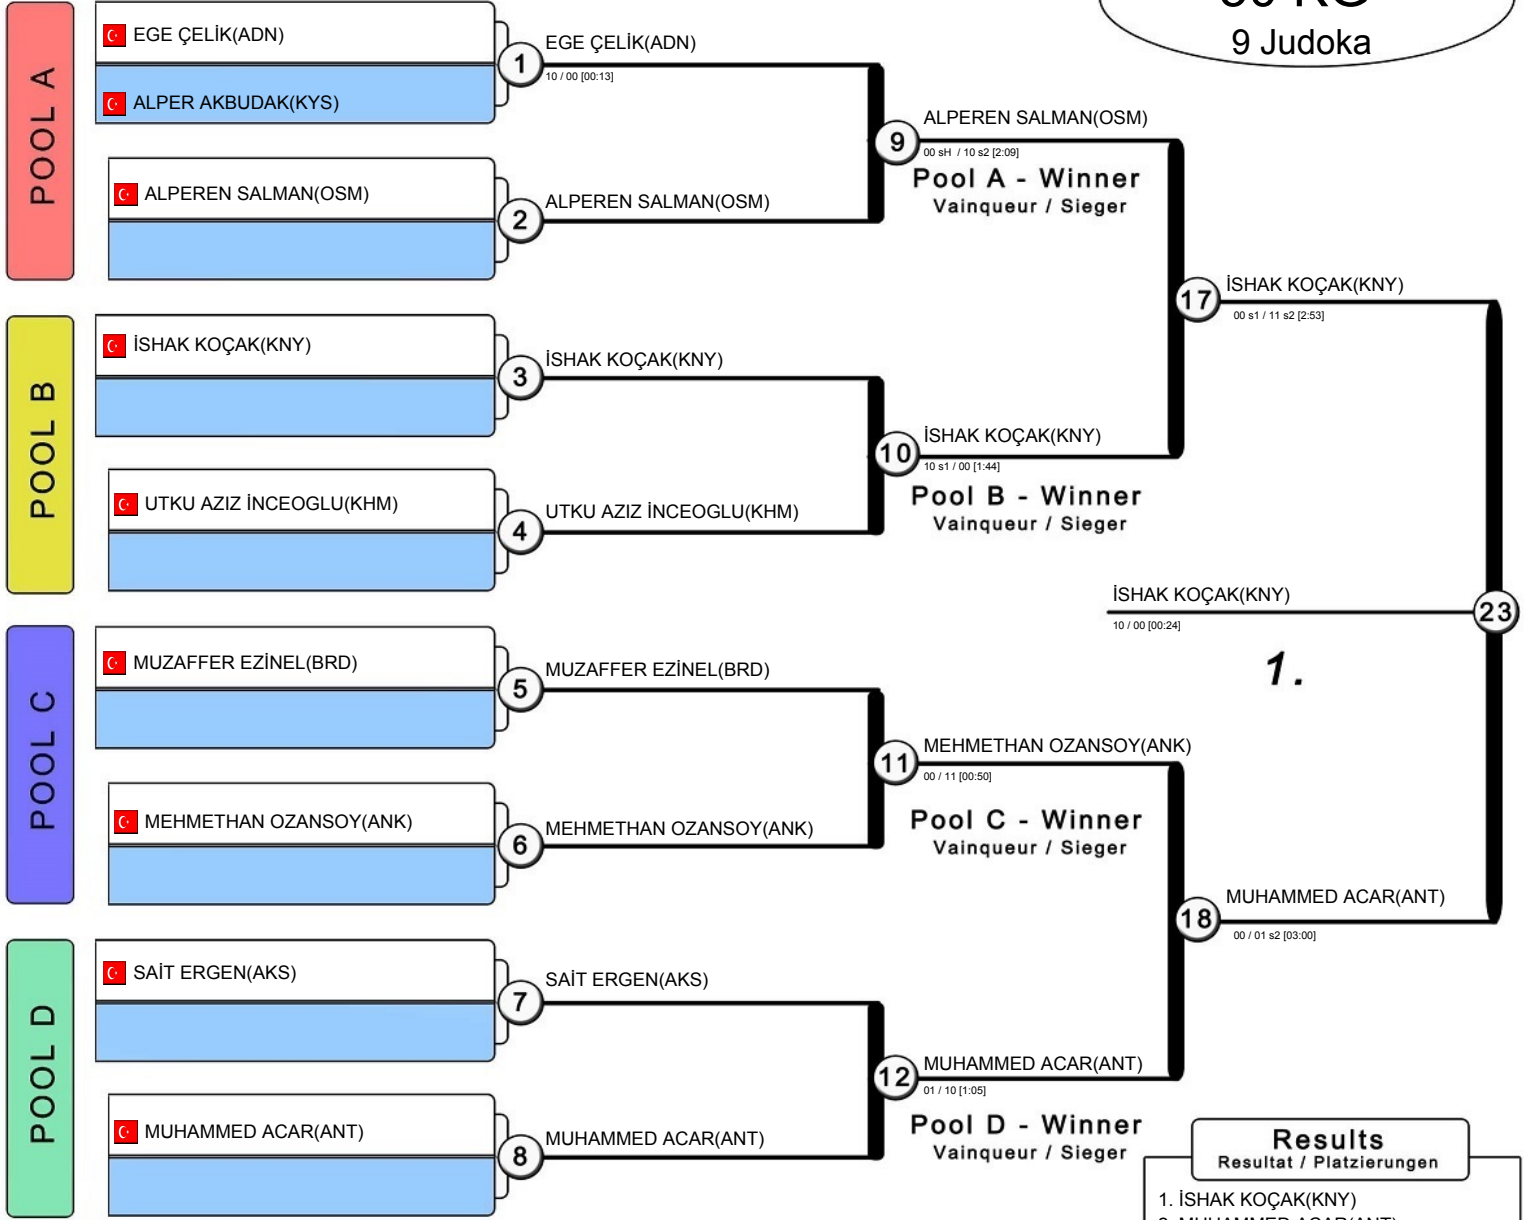 9 Judoka
POOL A
EGE ÇELİK(ADN)
ALPER AKBUDAK(KYS)
1
EGE ÇELİK(ADN)
10 / 00 [00:13]
ALPEREN SALMAN(OSM)
2
ALPEREN SALMAN(OSM)
9
ALPEREN SALMAN(OSM)
00 sH / 10 s2 [2:09]
Pool A - Winner
Vainqueur / Sieger
POOL B
İSHAK KOÇAK(KNY)
3
İSHAK KOÇAK(KNY)
UTKU AZIZ İNCEOGLU(KHM)
4
UTKU AZIZ İNCEOGLU(KHM)
10
İSHAK KOÇAK(KNY)
10 s1 / 00 [1:44]
Pool B - Winner
Vainqueur / Sieger
17
İSHAK KOÇAK(KNY)
00 s1 / 11 s2 [2:53]
İSHAK KOÇAK(KNY)
10 / 00 [00:24]
23
1.
POOL C
MUZAFFER EZİNEL(BRD)
5
MUZAFFER EZİNEL(BRD)
MEHMETHAN OZANSOY(ANK)
6
MEHMETHAN OZANSOY(ANK)
11
MEHMETHAN OZANSOY(ANK)
00 / 11 [00:50]
Pool C - Winner
Vainqueur / Sieger
18
MUHAMMED ACAR(ANT)
00 / 01 s2 [03:00]
POOL D
SAİT ERGEN(AKS)
7
SAİT ERGEN(AKS)
MUHAMMED ACAR(ANT)
8
MUHAMMED ACAR(ANT)
12
MUHAMMED ACAR(ANT)
01 / 10 [1:05]
Pool D - Winner
Vainqueur / Sieger
Results
Resultat / Platzierungen
1. İSHAK KOÇAK(KNY)
2. MUHAMMED ACAR(ANT)